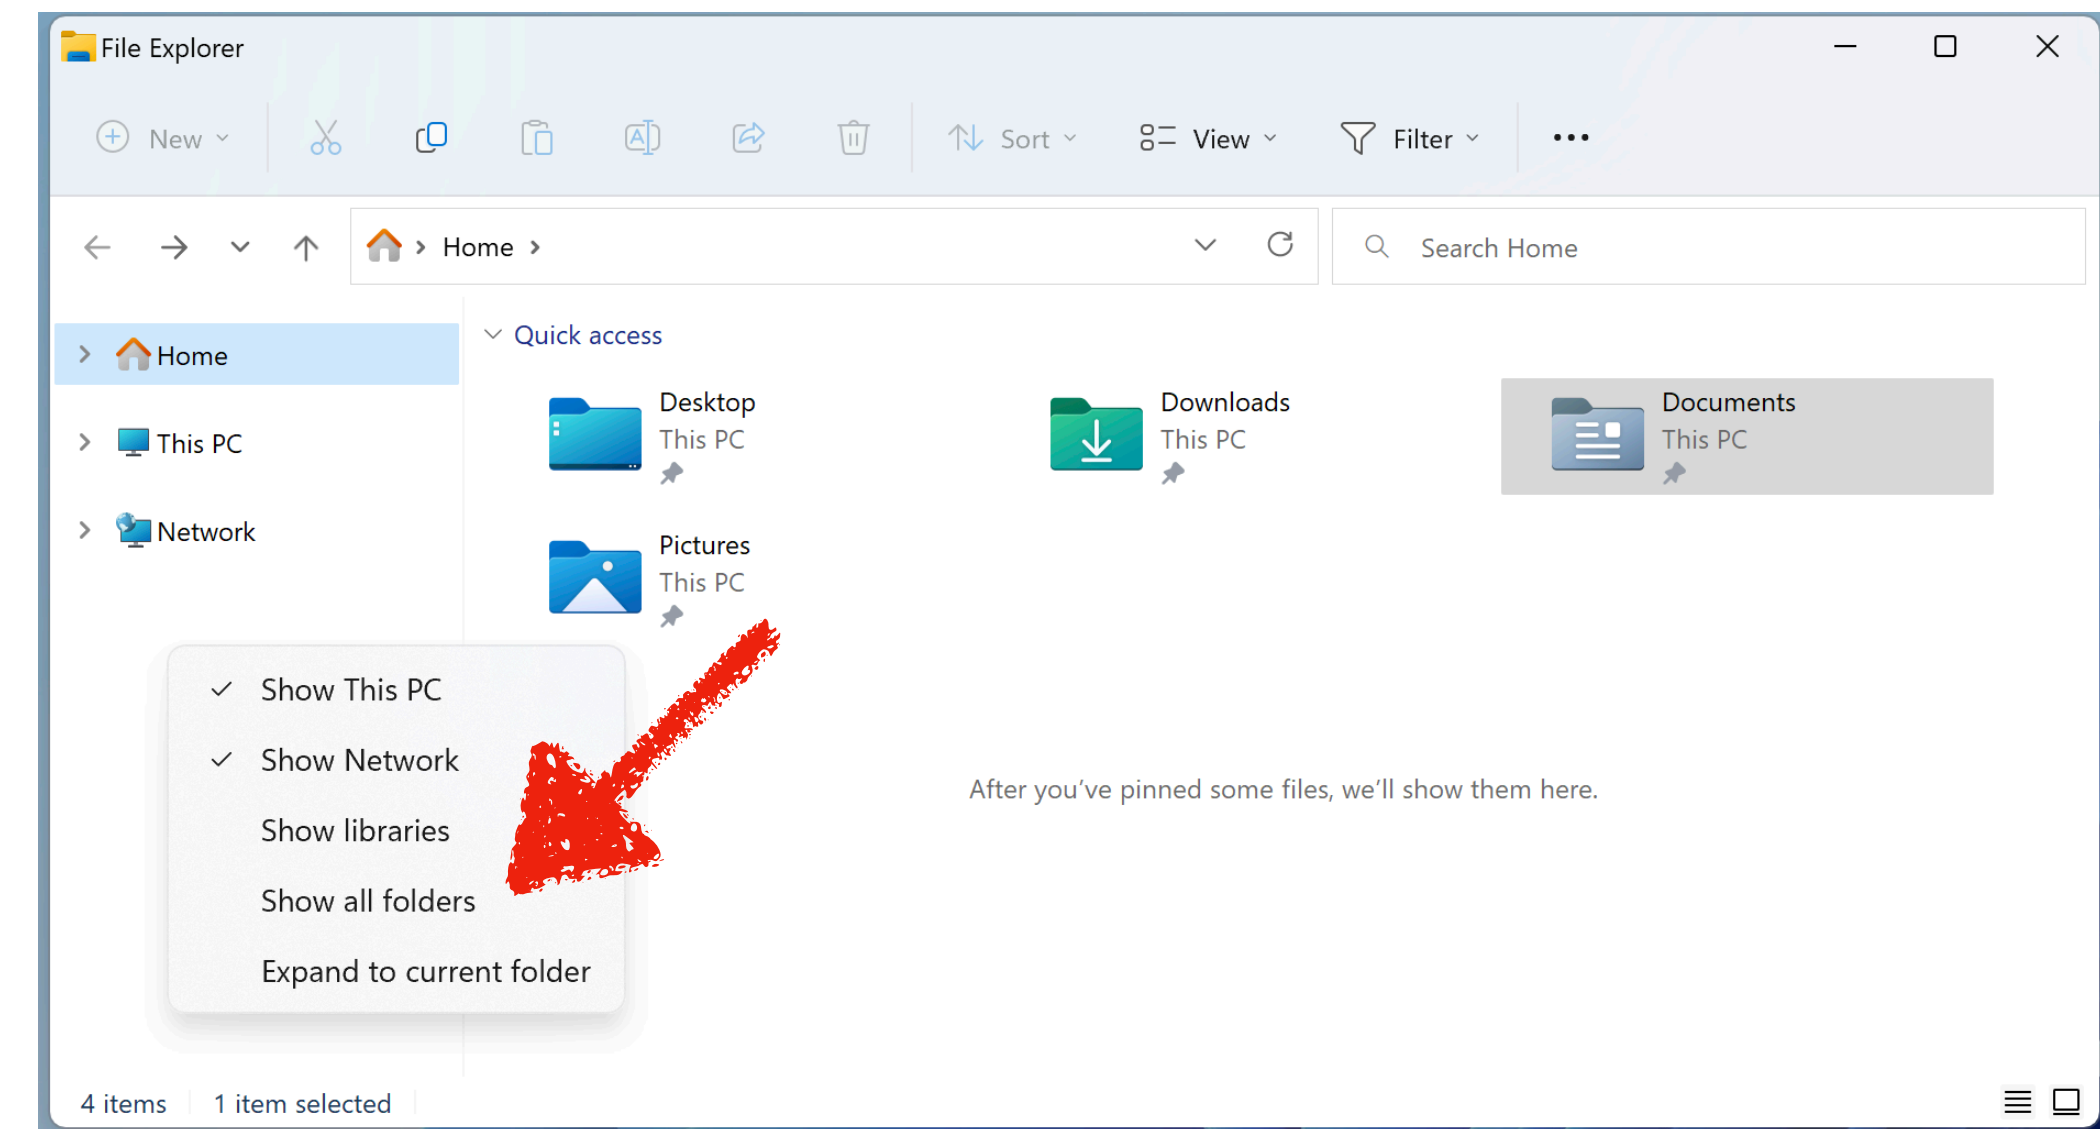 File Explorer
New
Sort
View
Filter
Home
Search Home
Home
This PC
Network
Quick access
Desktop
This PC
Downloads
This PC
Documents
This PC
Pictures
This PC
Show This PC
Show Network
Show libraries
Show all folders
Expand to current folder
After you've pinned some files, we'll show them here.
4 items
1 item selected